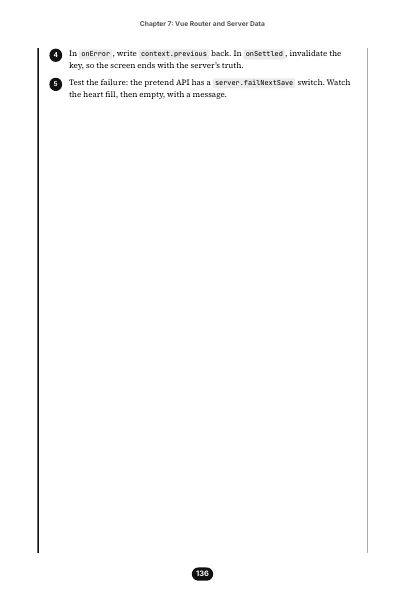 Chapter 7: Vue Router and Server Data
4 In onError, write context.previous back. In onSettled, invalidate the
key, so the screen ends with the server's truth.
5 Test the failure: the pretend API has a server.failNextSave switch. Watch
the heart fill, then empty, with a message.
136